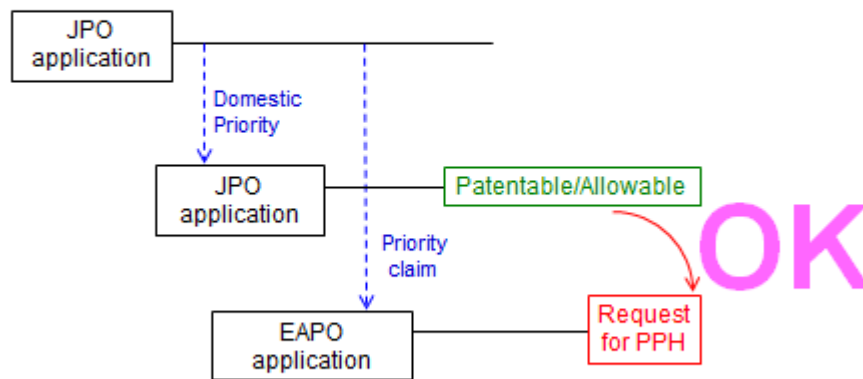 JPO
application
Domestic
Priority
JPO
application
Patentable/Allowable
OK
Priority
claim
EAPO
application
Request
for PPH